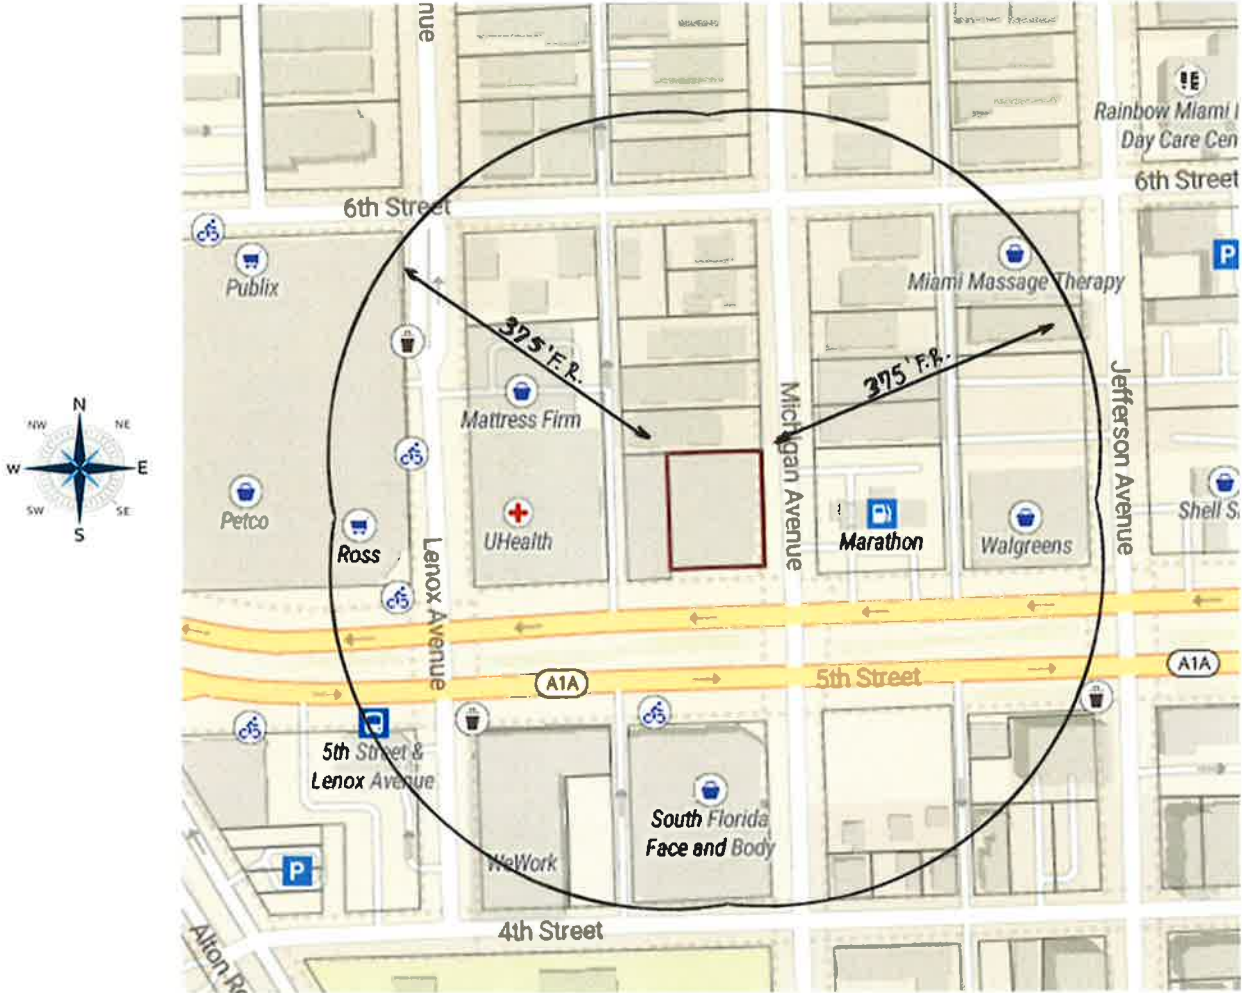 nue
Rainbow Miami
Day Care Cen
6th Street
6th Street
P
Publix
Miami Massage Therapy
375' F.R.
375' F.R.
N
NW
NE
W
E
SW
SE
S
Mattress Firm
Michigan Avenue
Jefferson Avenue
Petco
Ross
UHealth
Marathon
Walgreens
Shell S
Lenox Avenue
A1A
5th Street
A1A
5th Street &
Lenox Avenue
South Florida
Face and Body
WeWork
P
4th Street
Alton R